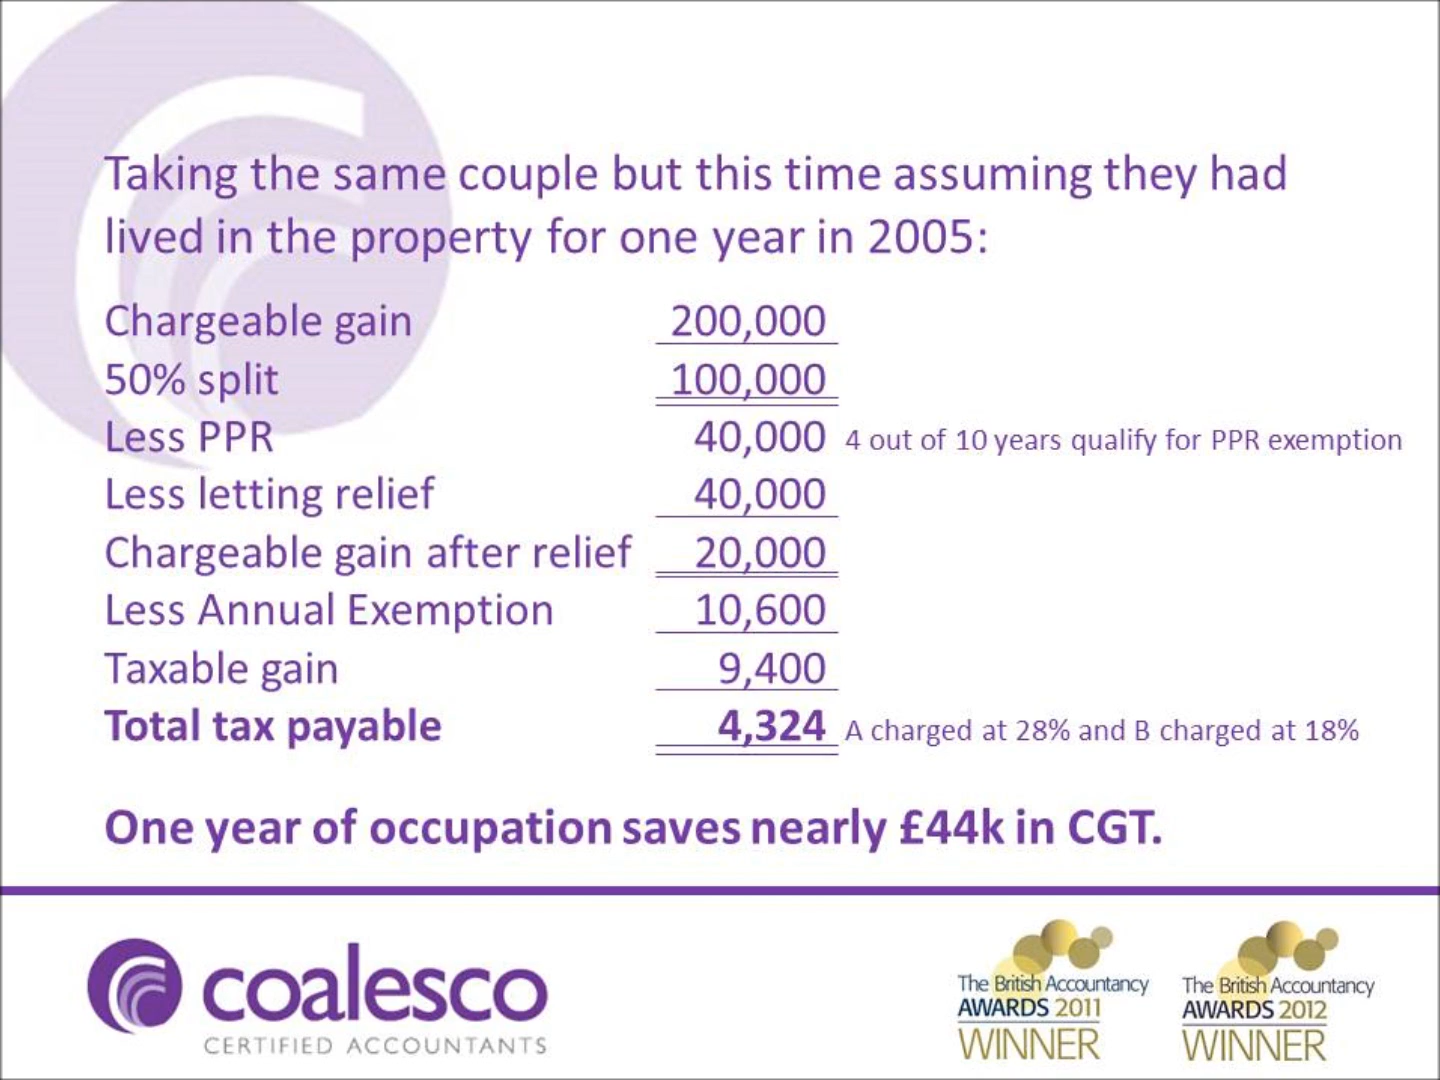 Taking the same couple but this time assuming they had
lived in the property for one year in 2005:
Chargeable gain 200,000
50% split 100,000
Less PPR 40,000 4 out of 10 years qualify for PPR exemption
Less letting relief 40,000
Chargeable gain after relief 20,000
Less Annual Exemption 10,600
Taxable gain 9,400
Total tax payable 4,324 A charged at 28% and B charged at 18%
One year of occupation saves nearly £44k in CGT.
coalesco
CERTIFIED ACCOUNTANTS
The British Accountancy
AWARDS 2011
WINNER
The British Accountancy
AWARDS 2012
WINNER